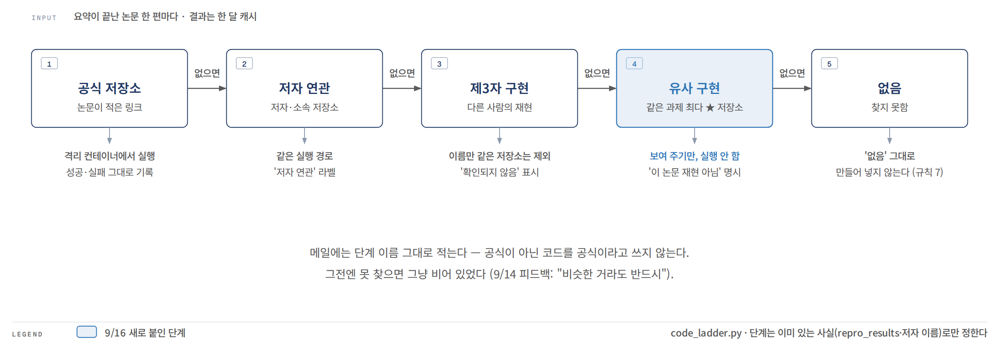 INPUT 요약이 끝난 논문 한 편마다 · 결과는 한 달 캐시
1
공식 저장소
논문이 적은 링크
없으면
2
저자 연관
저자·소속 저장소
없으면
3
제3자 구현
다른 사람의 재현
없으면
4
유사 구현
같은 과제 최다 ★ 저장소
없으면
5
없음
찾지 못함
격리 컨테이너에서 실행
성공·실패 그대로 기록
같은 실행 경로
'저자 연관' 라벨
이름만 같은 저장소는 제외
'확인되지 않음' 표시
보여 주기만, 실행 안 함
'이 논문 재현 아님' 명시
'없음' 그대로
만들어 넣지 않는다 (규칙 7)
메일에는 단계 이름 그대로 적는다 — 공식이 아닌 코드를 공식이라고 쓰지 않는다.
그전엔 못 찾으면 그냥 비어 있었다 (9/14 피드백: "비슷한 거라도 반드시").
LEGEND 9/16 새로 붙인 단계
code_ladder.py · 단계는 이미 있는 사실(repro_results·저자 이름)로만 정한다